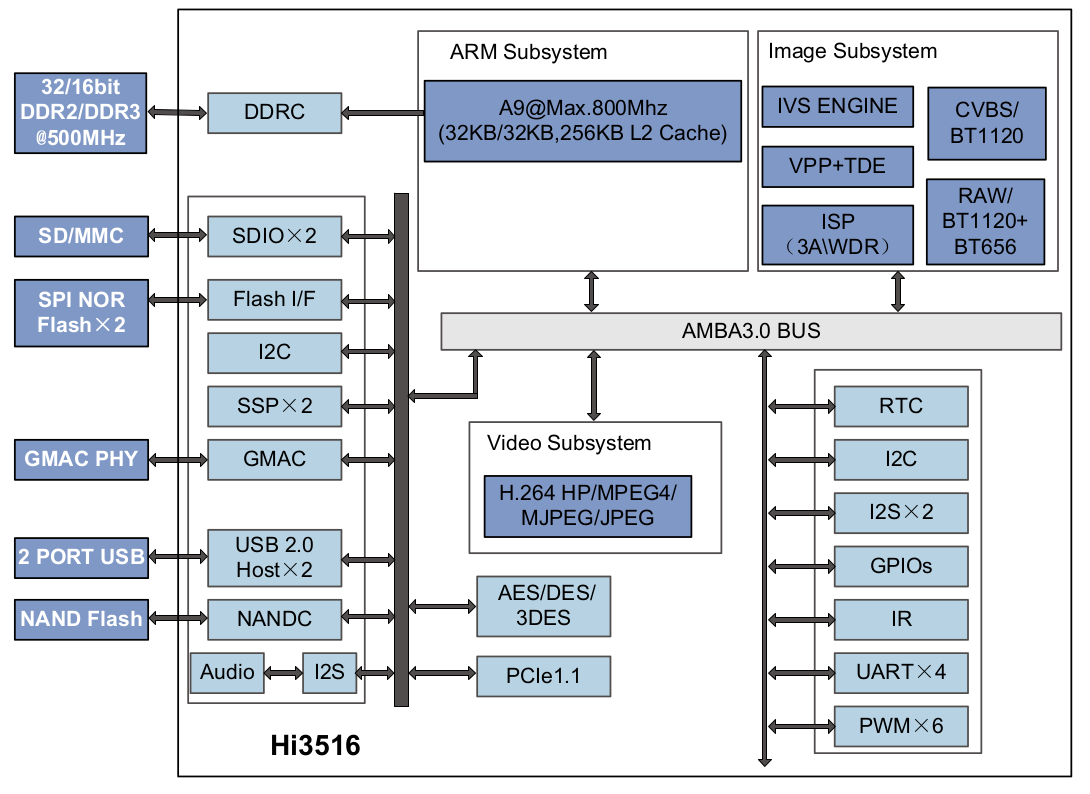 ARM Subsystem
Image Subsystem
32/16bit
DDR2/DDR3
@500MHz
DDRC
A9@Max.800Mhz
(32KB/32KB,256KB L2 Cache)
IVS ENGINE
CVBS/
BT1120
VPP+TDE
RAW/
BT1120+
BT656
ISP
（3A\WDR）
SD/MMC
SDIO×2
SPI NOR
Flash×2
Flash I/F
I2C
SSP×2
GMAC PHY
GMAC
2 PORT USB
USB 2.0
Host×2
NAND Flash
NANDC
Audio
I2S
AMBA3.0 BUS
Video Subsystem
H.264 HP/MPEG4/
MJPEG/JPEG
AES/DES/
3DES
PCIe1.1
RTC
I2C
I2S×2
GPIOs
IR
UART×4
PWM×6
Hi3516